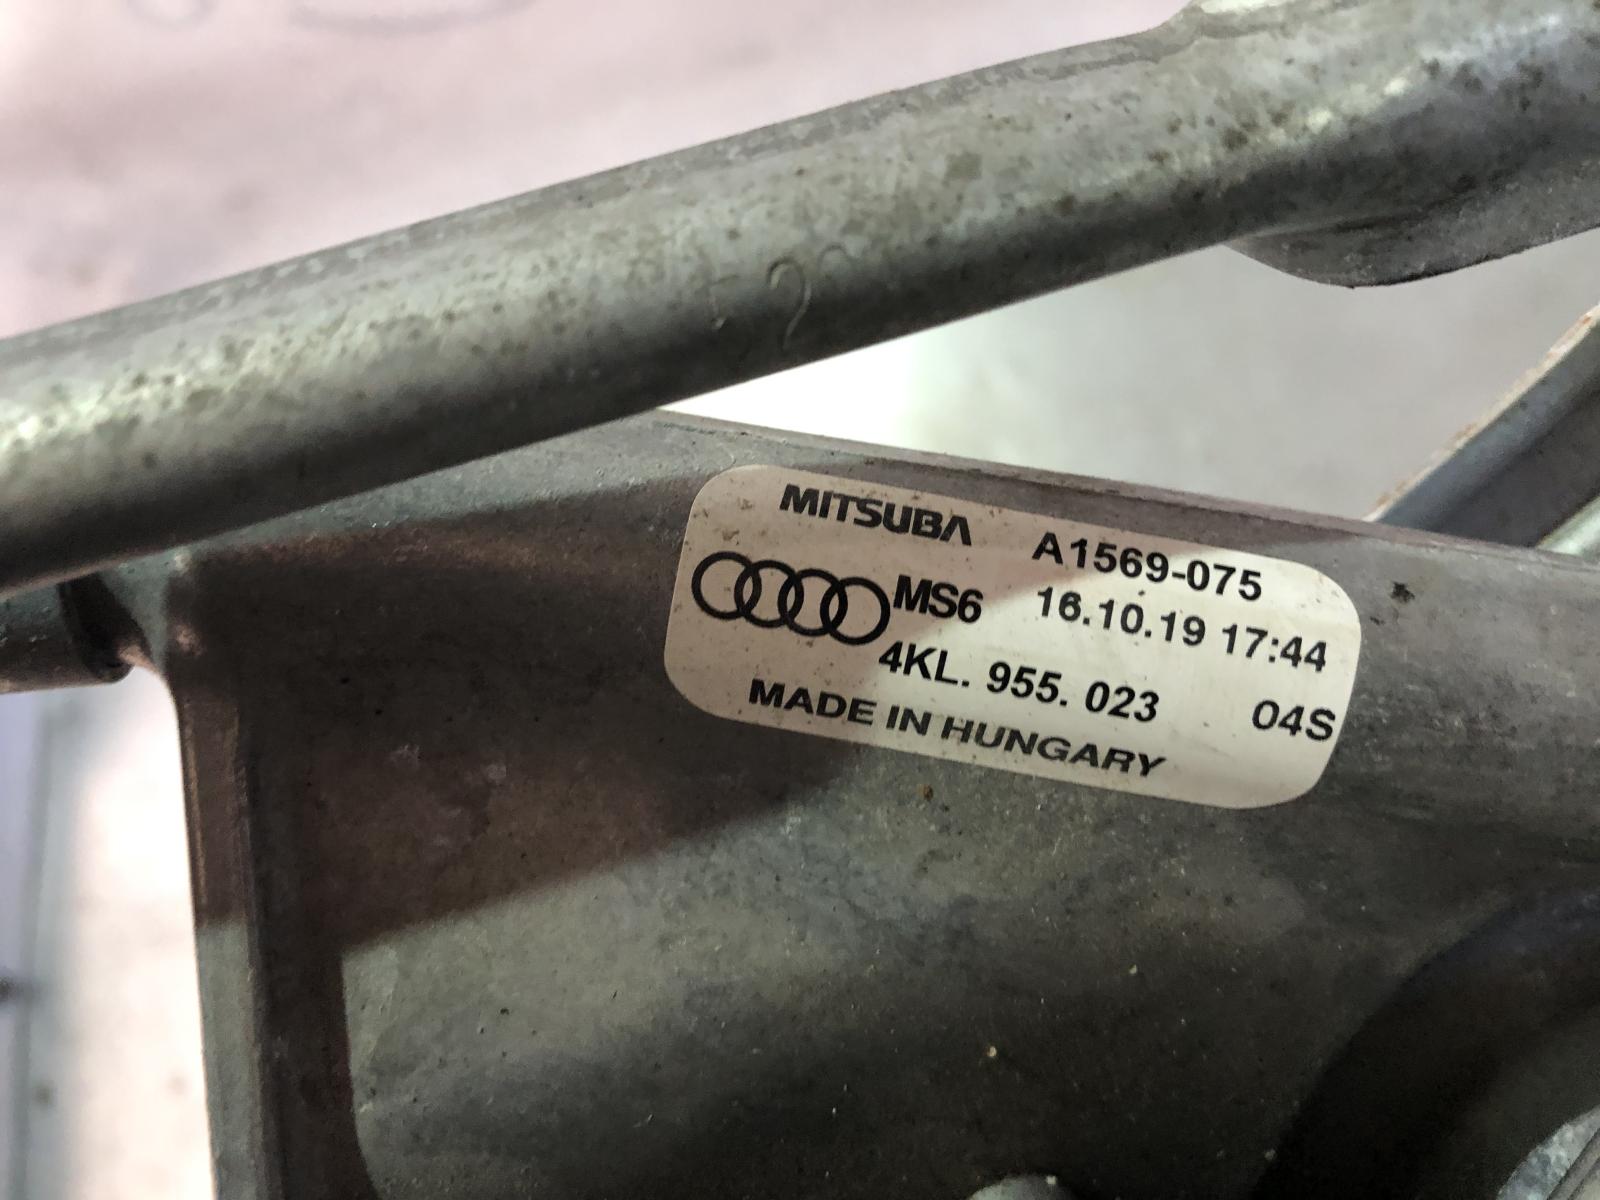 MITSUBA A1569-075
MS6 16.10.19 17:44
4KL. 955. 023 04S
MADE IN HUNGARY